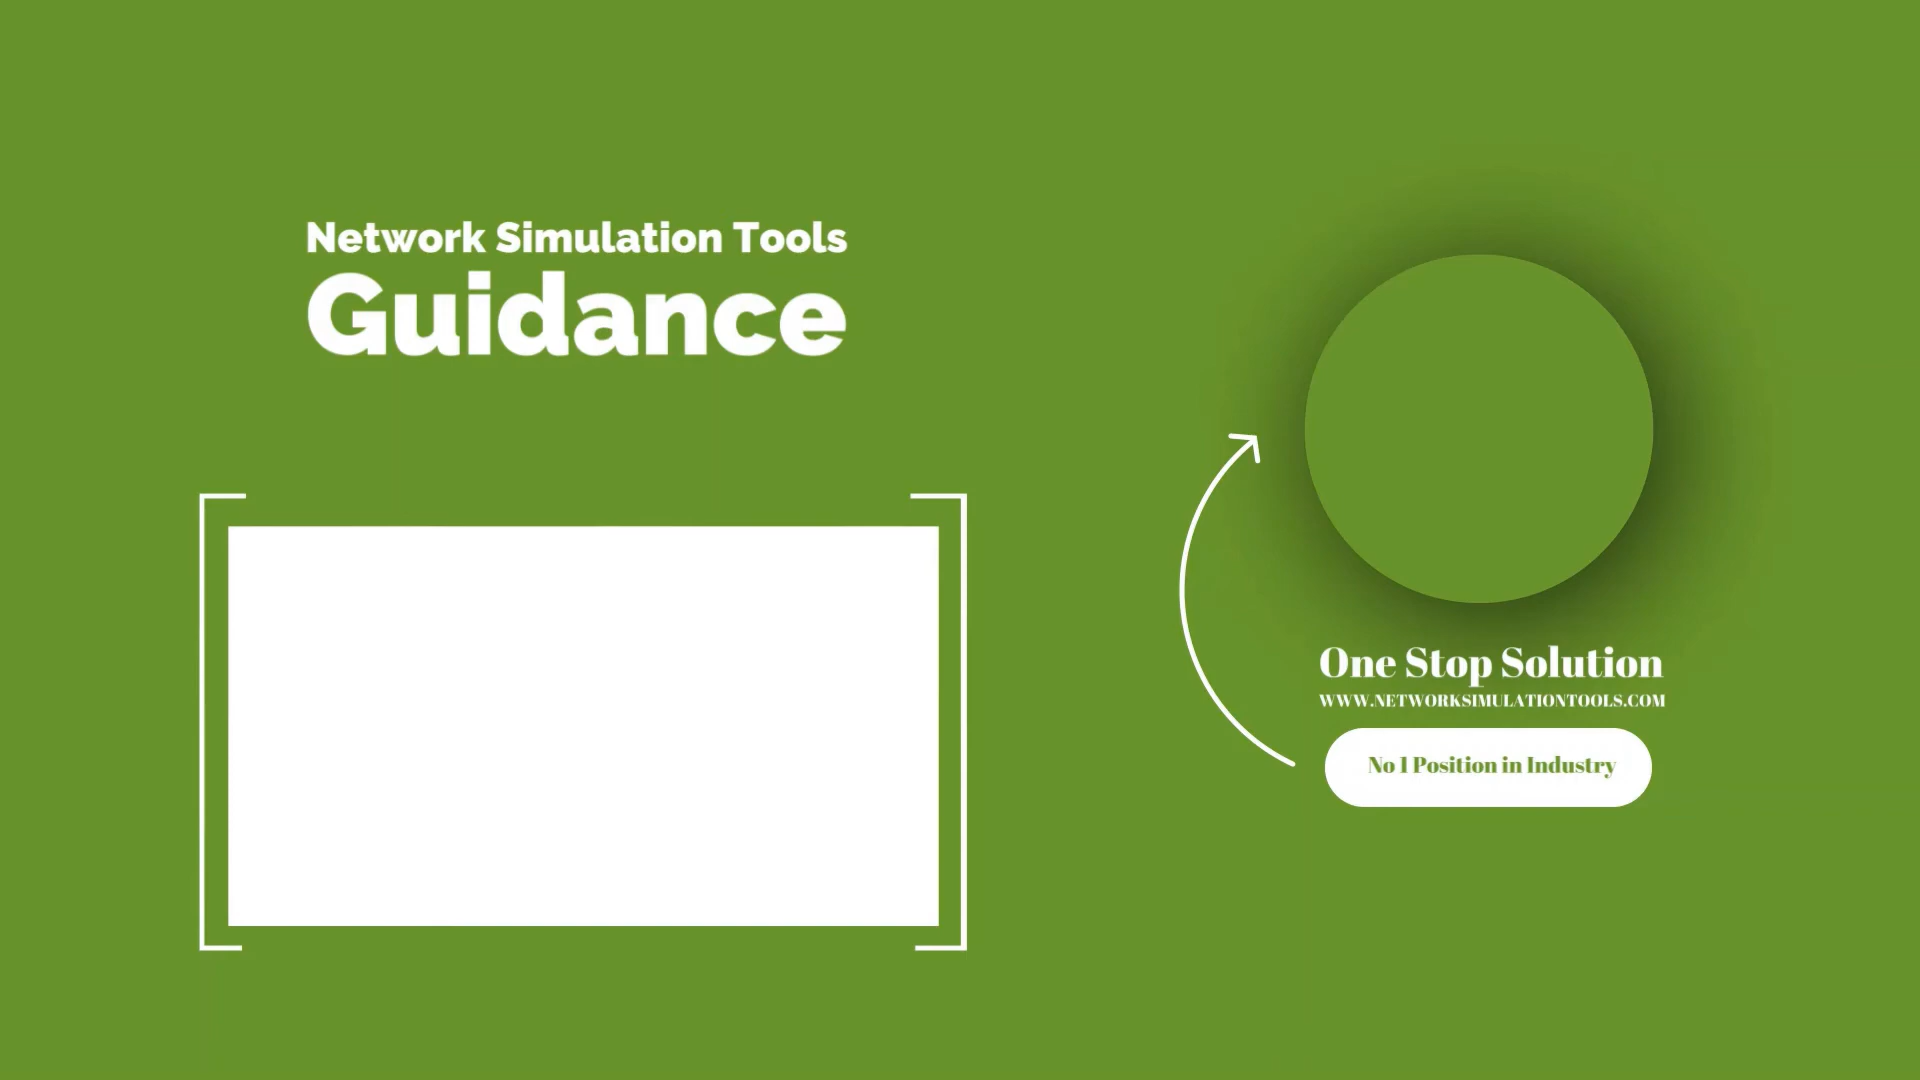 Network Simulation Tools
Guidance
One Stop Solution
WWW.NETWORKSIMULATIONTOOLS.COM
No 1 Position in Industry